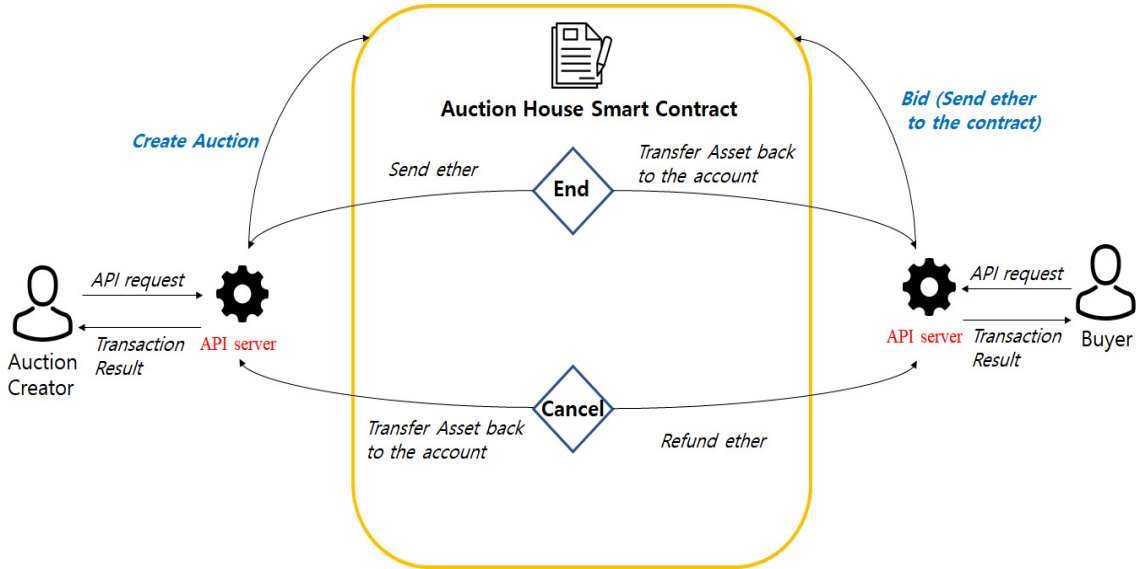 Auction House Smart Contract
Create Auction
Bid (Send ether
to the contract)
Send ether
End
Transfer Asset back
to the account
API request
API server
Transaction
Result
Auction
Creator
API request
API server
Transaction
Result
Buyer
Cancel
Transfer Asset back
to the account
Refund ether